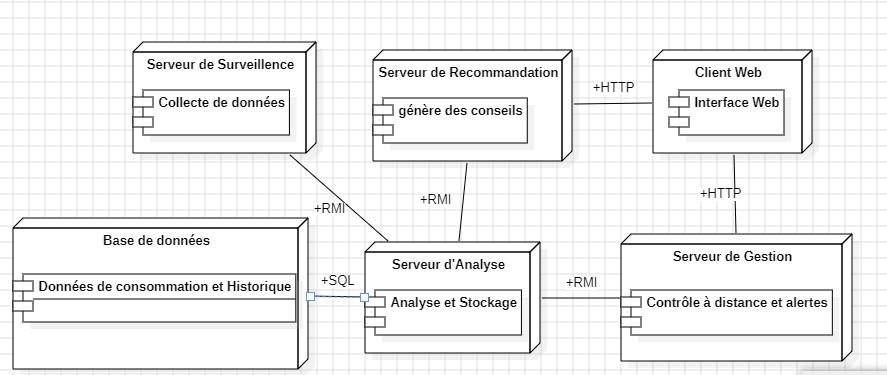 Serveur de Surveillence
Collecte de données
Serveur de Recommandation
génère des conseils
+HTTP
Client Web
Interface Web
+RMI
+RMI
+HTTP
Base de données
Données de consommation et Historique
+SQL
Serveur d'Analyse
Analyse et Stockage
+RMI
Serveur de Gestion
Contrôle à distance et alertes